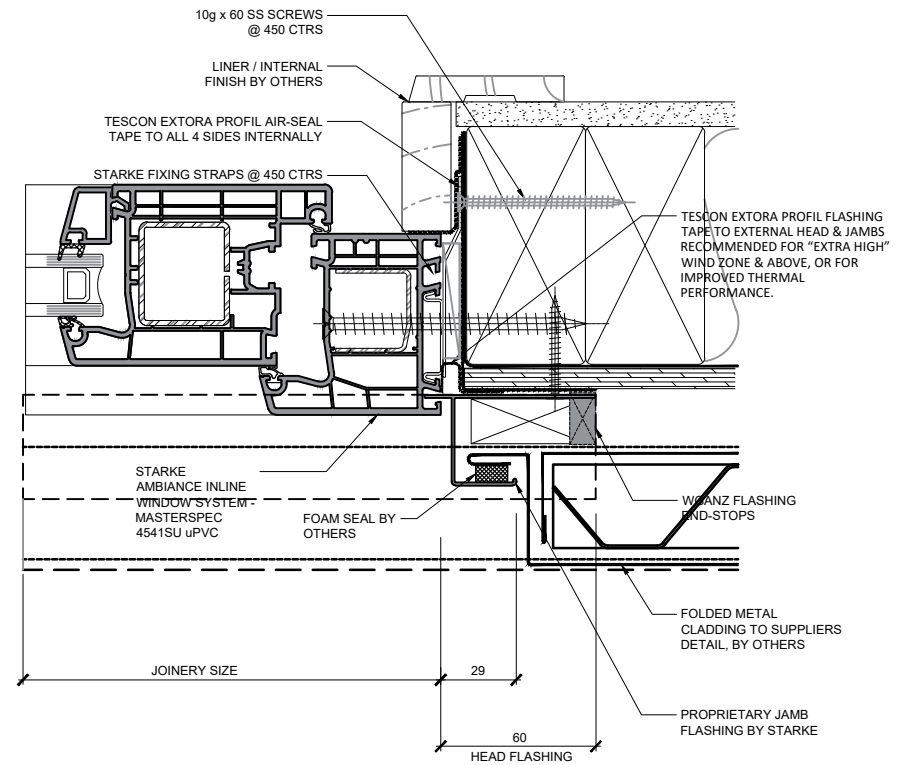 10g x 60 SS SCREWS
@ 450 CTRS
LINER / INTERNAL
FINISH BY OTHERS
TESCON EXTORA PROFIL AIR-SEAL
TAPE TO ALL 4 SIDES INTERNALLY
STARKE FIXING STRAPS @ 450 CTRS
TESCON EXTORA PROFIL FLASHING
TAPE TO EXTERNAL HEAD & JAMBS
RECOMMENDED FOR “EXTRA HIGH”
WIND ZONE & ABOVE, OR FOR
IMPROVED THERMAL
PERFORMANCE.
STARKE
AMBIANCE INLINE
WINDOW SYSTEM -
MASTERSPEC
4541SU uPVC
FOAM SEAL BY
OTHERS
WGANZ FLASHING
END-STOPS
FOLDED METAL
CLADDING TO SUPPLIERS
DETAIL, BY OTHERS
JOINERY SIZE
29
PROPRIETARY JAMB
FLASHING BY STARKE
60
HEAD FLASHING